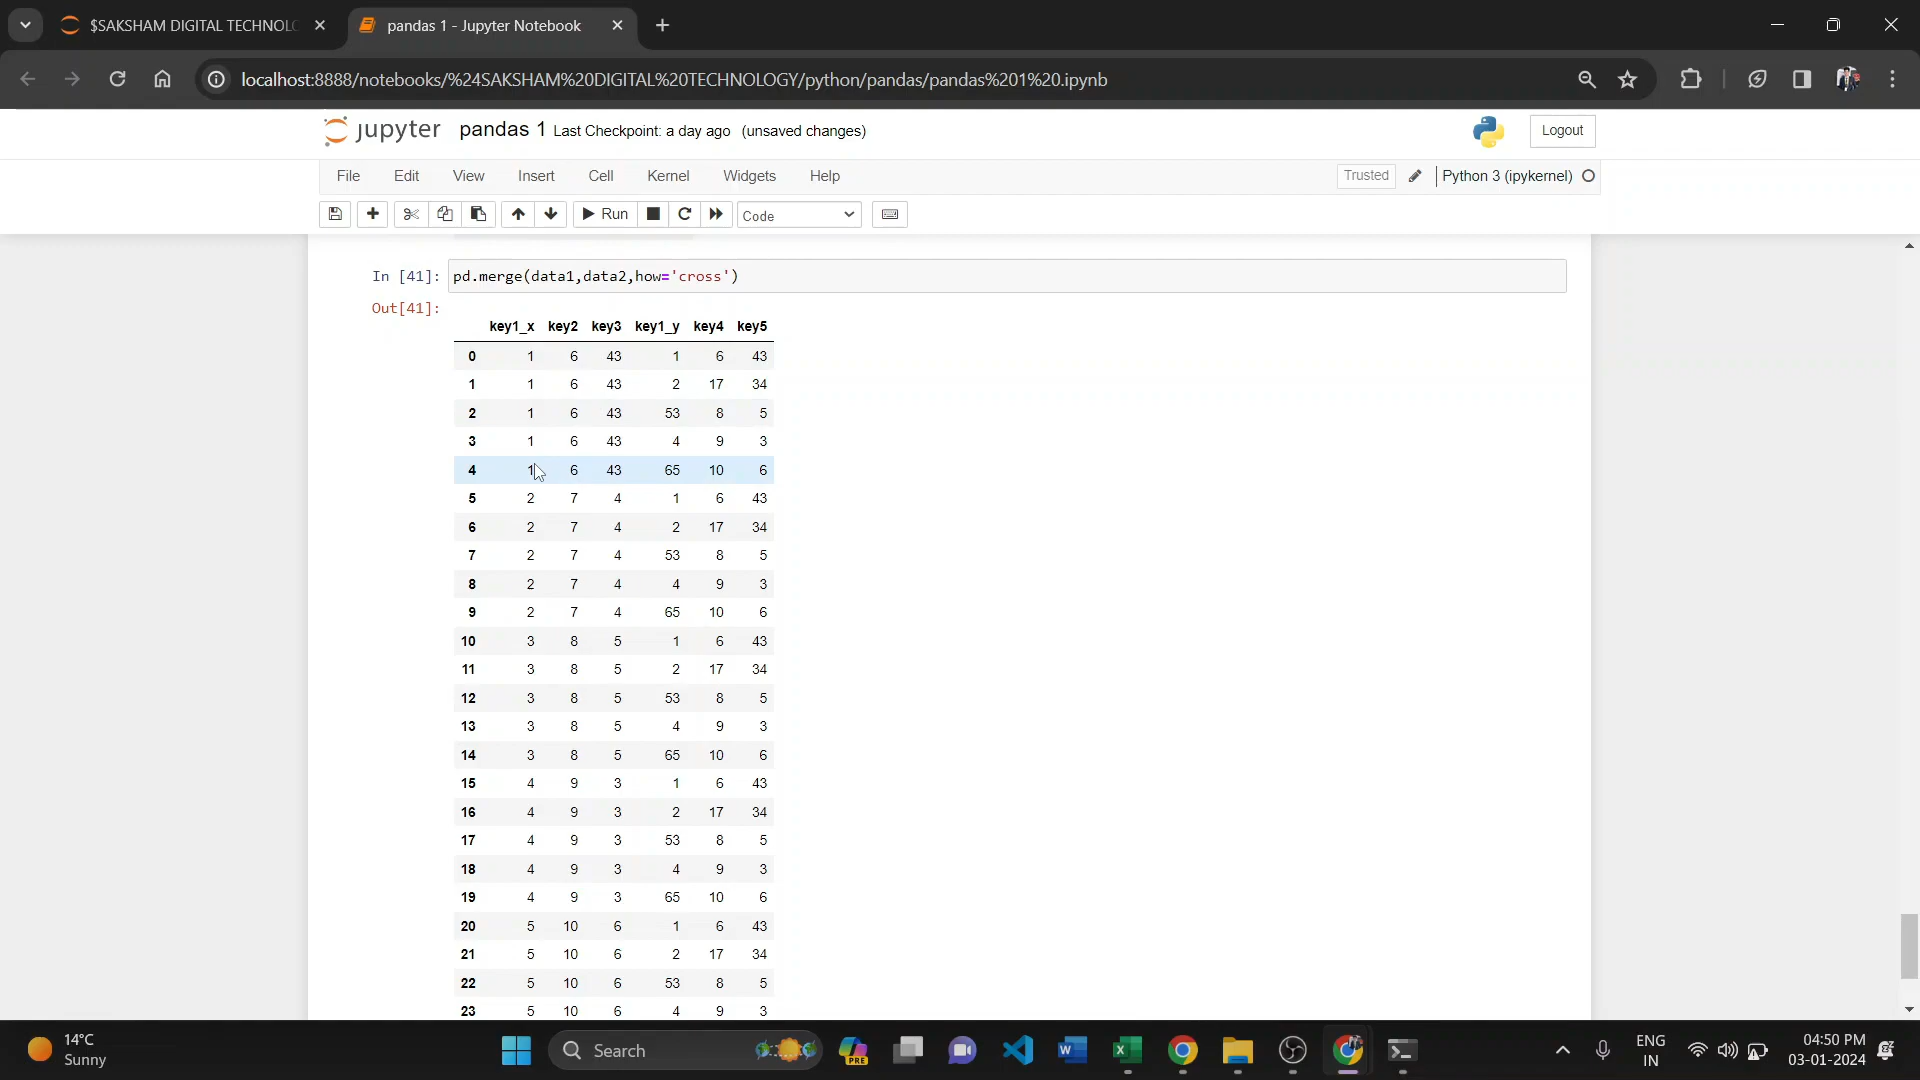 $SAKSHAM DIGITAL TECHNOLO
pandas 1 - Jupyter Notebook
localhost:8888/notebooks/%24SAKSHAM%20DIGITAL%20TECHNOLOGY/python/pandas/pandas%201%20.ipynb
jupyter pandas 1 Last Checkpoint: a day ago (unsaved changes)
Logout
File Edit View Insert Cell Kernel Widgets Help
Trusted Python 3 (ipykernel)
Run Code
In [41]: pd.merge(data1,data2,how='cross')
Out[41]:
key1_x key2 key3 key1_y key4 key5
0 1 6 43 1 6 43
1 1 6 43 2 17 34
2 1 6 43 53 8 5
3 1 6 43 4 9 3
4 1 6 43 65 10 6
5 2 7 4 1 6 43
6 2 7 4 2 17 34
7 2 7 4 53 8 5
8 2 7 4 4 9 3
9 2 7 4 65 10 6
10 3 8 5 1 6 43
11 3 8 5 2 17 34
12 3 8 5 53 8 5
13 3 8 5 4 9 3
14 3 8 5 65 10 6
15 4 9 3 1 6 43
16 4 9 3 2 17 34
17 4 9 3 53 8 5
18 4 9 3 4 9 3
19 4 9 3 65 10 6
20 5 10 6 1 6 43
21 5 10 6 2 17 34
22 5 10 6 53 8 5
23 5 10 6 4 9 3
14°C
Sunny
Search
PRE
ENG
IN
04:50 PM
03-01-2024